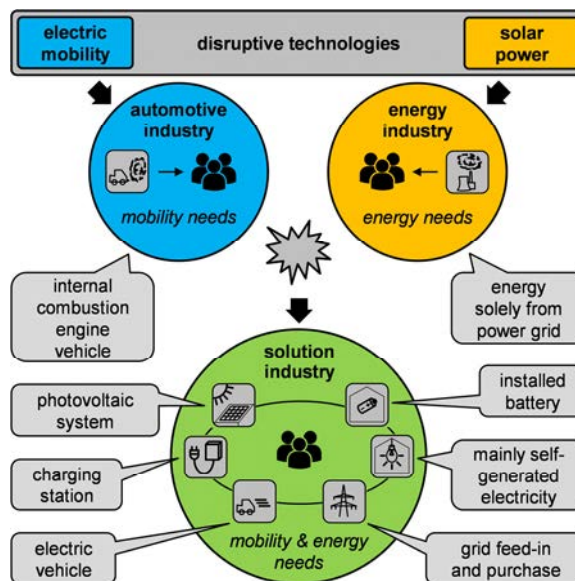 electric
mobility
disruptive technologies
solar
power
automotive
industry
mobility needs
energy
industry
energy needs
internal
combustion
engine
vehicle
energy
solely from
power grid
solution
industry
photovoltaic
system
installed
battery
charging
station
mainly self-
generated
electricity
electric
vehicle
mobility & energy
needs
grid feed-in
and purchase